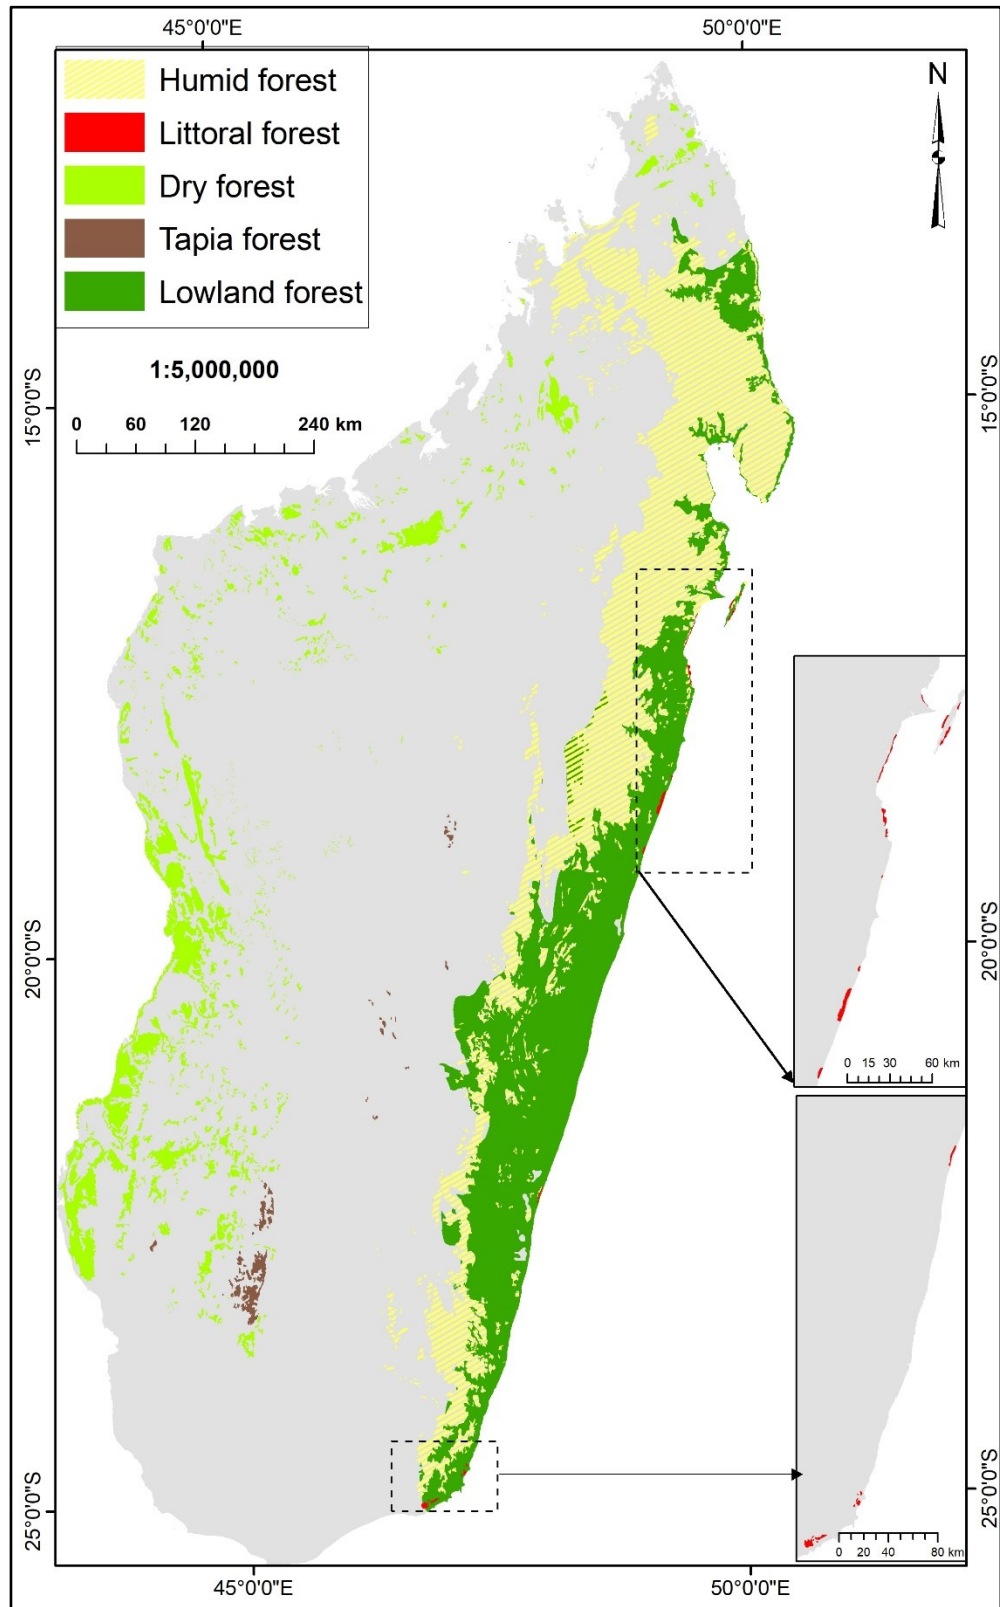 45°0'0"E 50°0'0"E
Humid forest
Littoral forest
Dry forest
Tapia forest
Lowland forest
N
1:5,000,000
0 60 120 240 km
15°0'0"S 15°0'0"S
20°0'0"S 20°0'0"S
0 15 30 60 km
25°0'0"S 25°0'0"S
0 20 40 80 km
45°0'0"E 50°0'0"E